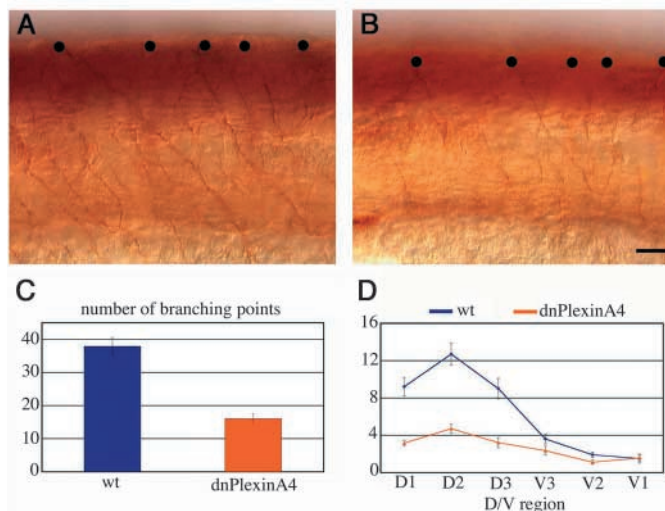 A
B
C
number of branching points
40
30
20
10
0
wt
dnPlexinA4
D
wt
dnPlexinA4
16
12
8
4
0
D1 D2 D3 V3 V2 V1
D/V region